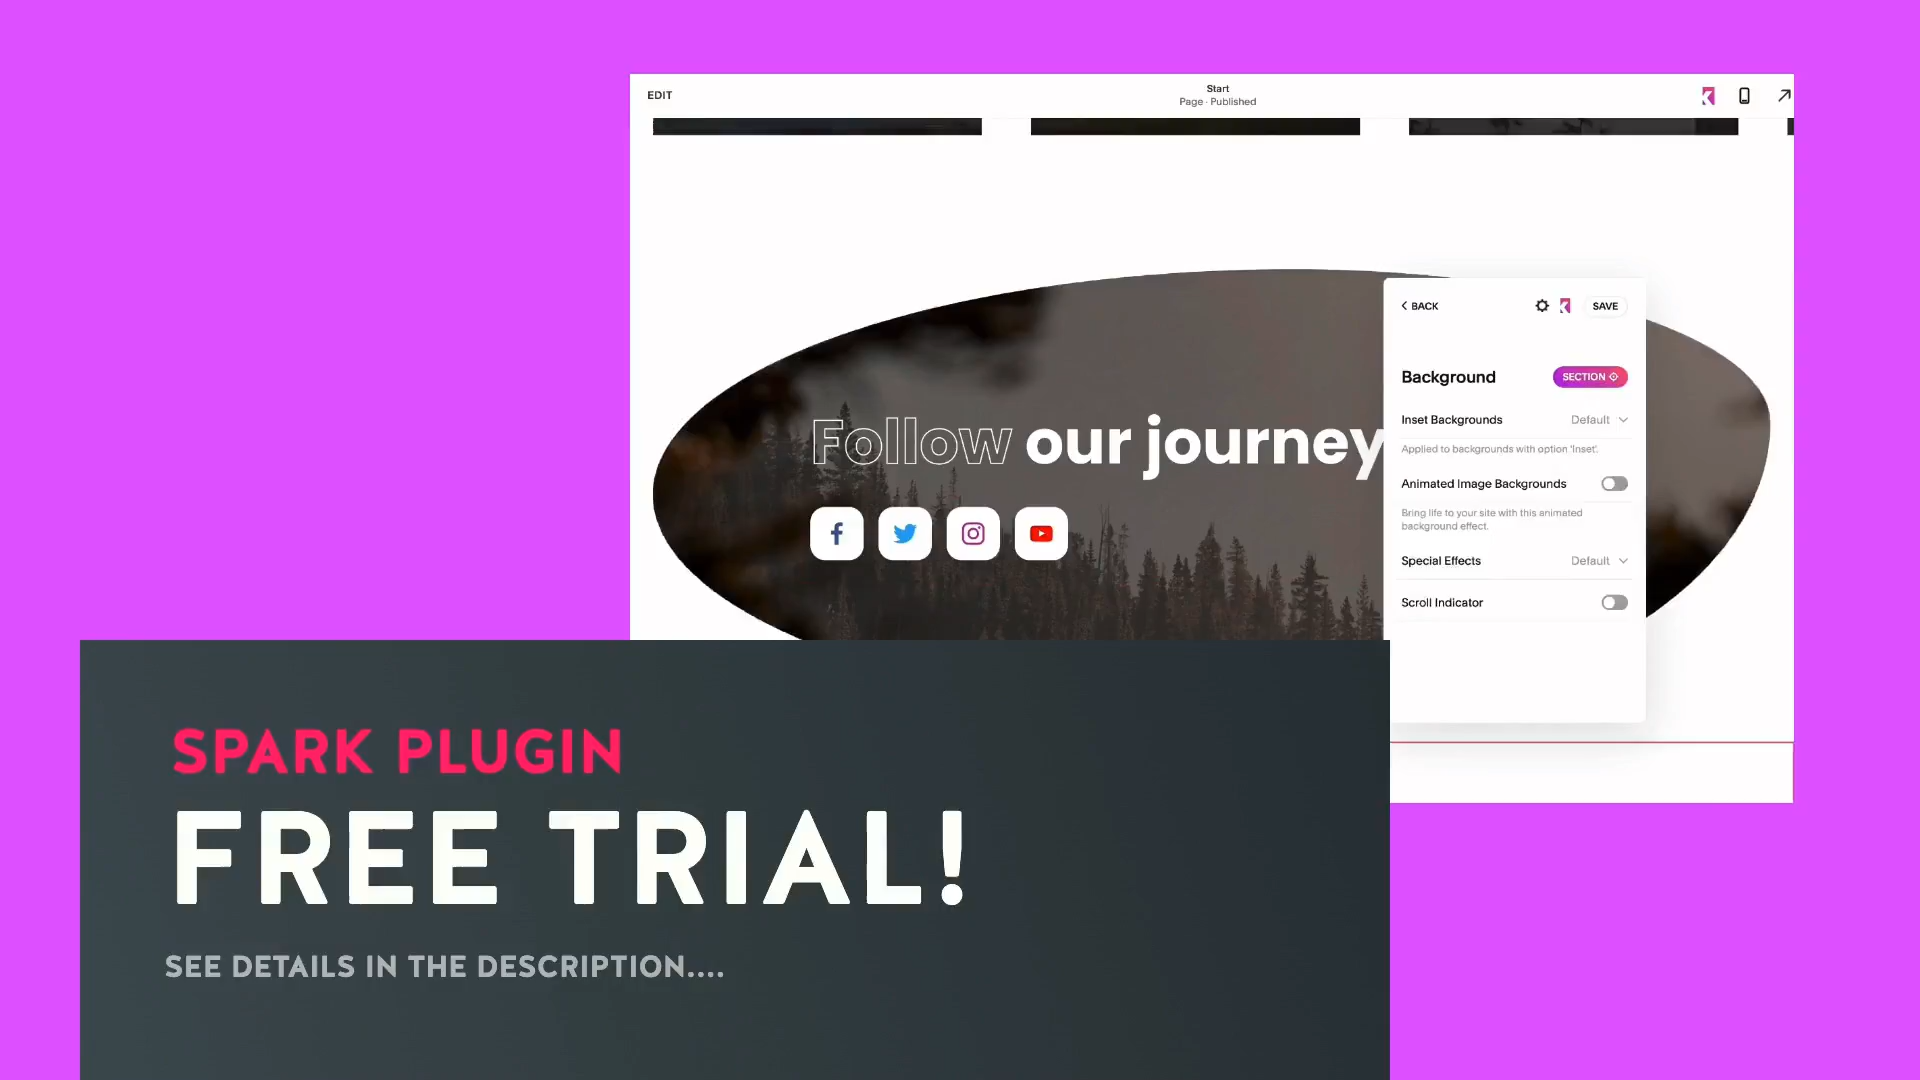 EDIT
Start
Page · Published
BACK
SAVE
Background
SECTION
Inset Backgrounds
Default
Applied to backgrounds with option 'Inset'.
Animated Image Backgrounds
Bring life to your site with this animated
background effect.
Special Effects
Default
Scroll Indicator
Follow our journey
SPARK PLUGIN
FREE TRIAL!
SEE DETAILS IN THE DESCRIPTION....